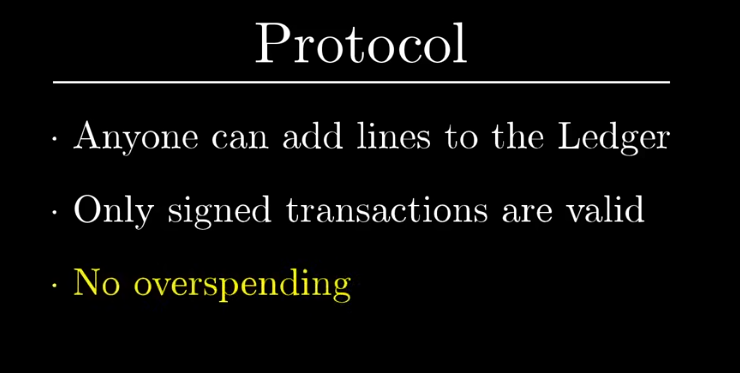 Protocol
· Anyone can add lines to the Ledger
· Only signed transactions are valid
· No overspending